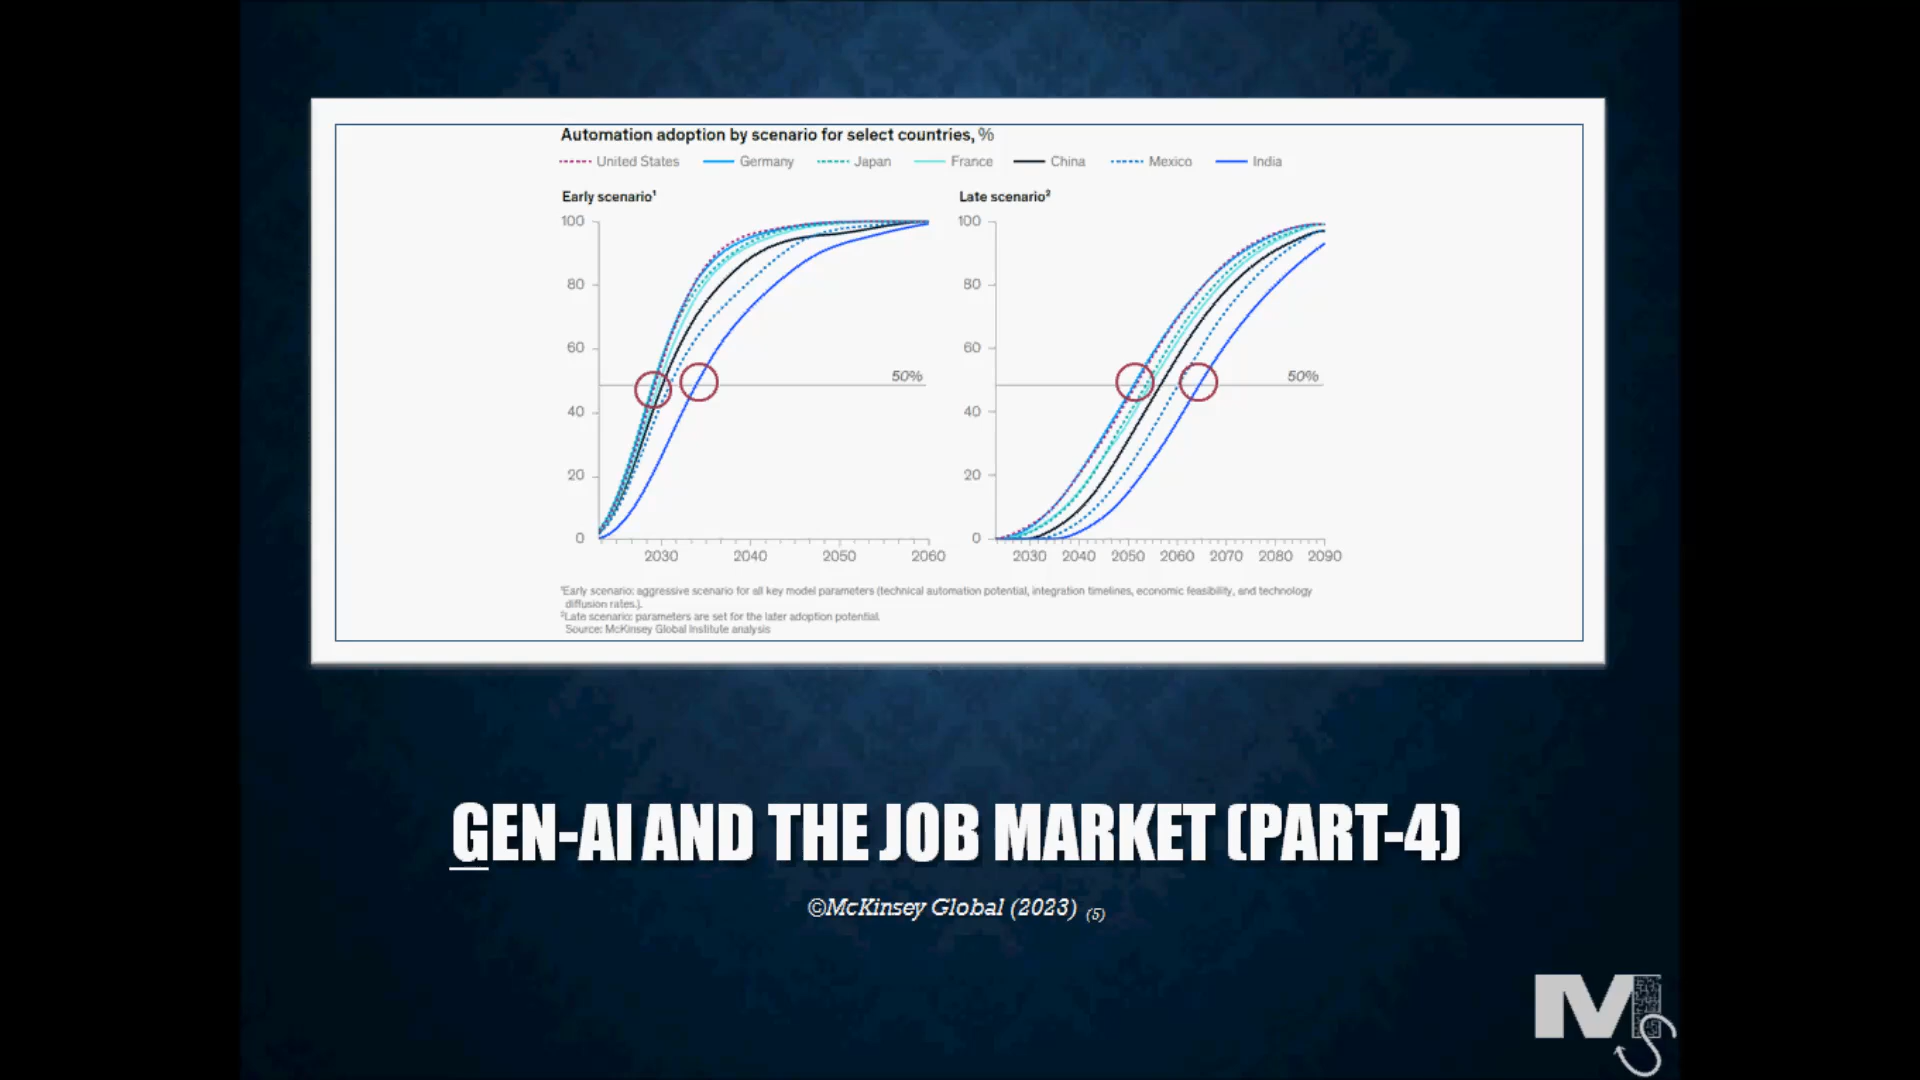 Automation adoption by scenario for select countries, %
United States Germany Japan France China Mexico India
Early scenario¹
100
80
60
40
20
0
50%
2030 2040 2050 2060
Late scenario²
100
80
60
40
20
0
50%
2030 2040 2050 2060 2070 2080 2090
¹Early scenario: aggressive scenario for all key model parameters (technical automation potential, integration timelines, economic feasibility, and technology
diffusion rates.).
²Late scenario: parameters are set for the later adoption potential.
Source: McKinsey Global Institute analysis
GEN-AI AND THE JOB MARKET (PART-4)
©McKinsey Global (2023) (5)
MS